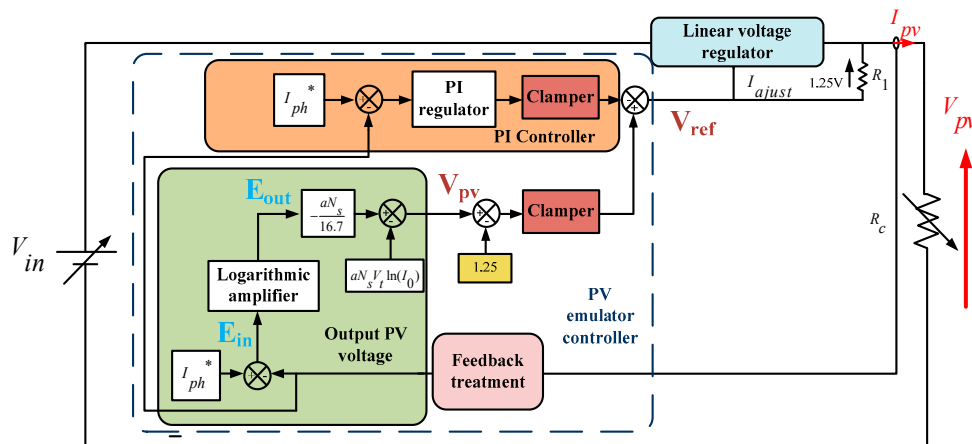 I_pv
Linear voltage
regulator
I_ajust
1.25V
R_1
I_ph*
+
-
PI
regulator
Clamper
-
+
PI Controller
V_ref
V_pv
E_out
-aN_s/16.7
+
-
V_pv
+
-
Clamper
R_c
V_in
Logarithmic
amplifier
aN_sV_t ln(I_0)
1.25
E_in
Output PV
voltage
PV
emulator
controller
I_ph*
+
-
Feedback
treatment